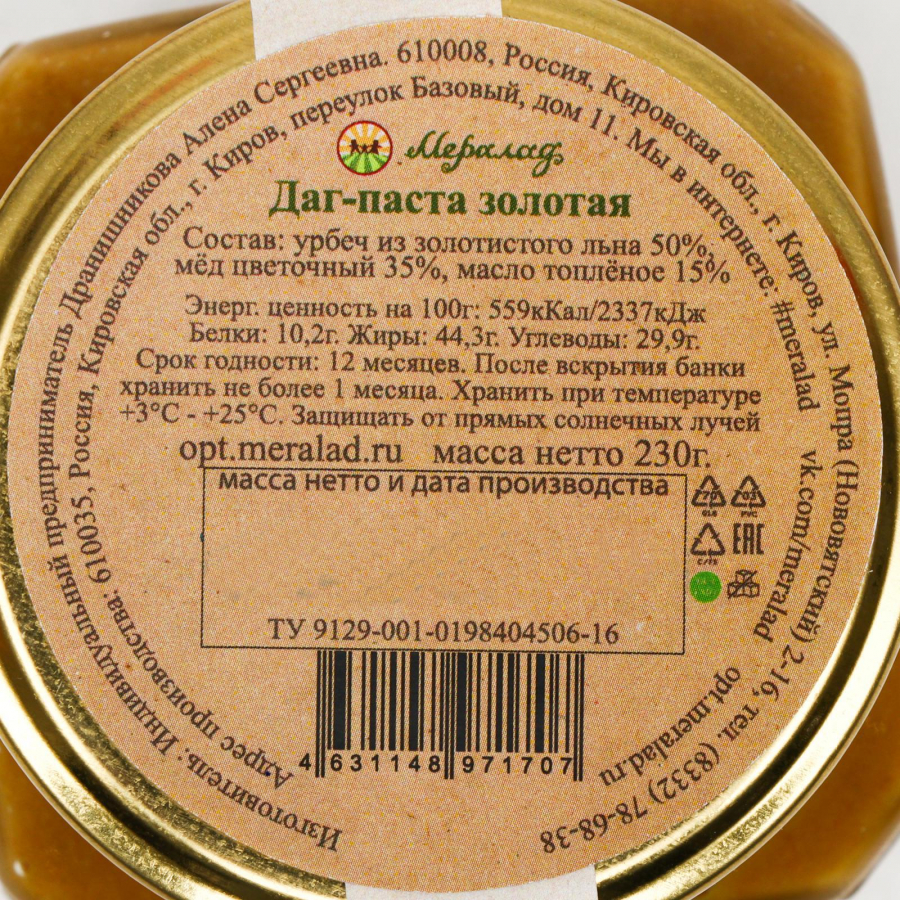 Изготовитель: Индивидуальный предприниматель Дранишникова Алена Сергеевна. 610008, Россия, Кировская обл., г. Киров, ул. Мопра (Нововятский) 2-16, тел. (8332) 78-68-38
Адрес производства: 610035, Россия, Кировская обл., г. Киров, переулок Базовый, дом 11. Мы в интернете: #meralad vk.com/meralad opt.meralad.ru
Мералад
Даг-паста золотая
Состав: урбеч из золотистого льна 50%,
мёд цветочный 35%, масло топлёное 15%
Энерг. ценность на 100г: 559кКал/2337кДж
Белки: 10,2г. Жиры: 44,3г. Углеводы: 29,9г.
Срок годности: 12 месяцев. После вскрытия банки
хранить не более 1 месяца. Хранить при температуре
+3°С - +25°С. Защищать от прямых солнечных лучей
opt.meralad.ru масса нетто 230г.
масса нетто и дата производства
70 03
GLS PVC
EAC
C/PX
ТУ 9129-001-0198404506-16
4 631148 971707